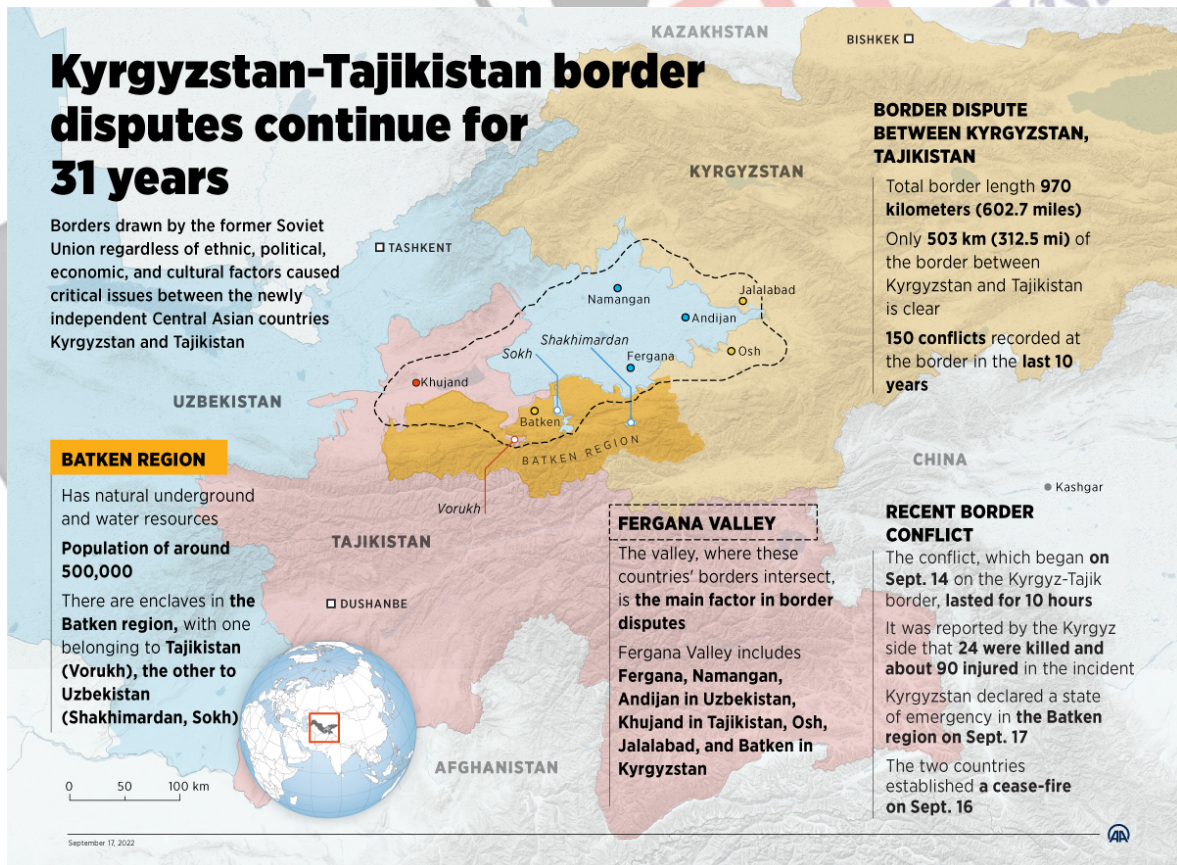 Kyrgyzstan-Tajikistan border
disputes continue for
31 years
Borders drawn by the former Soviet
Union regardless of ethnic, political,
economic, and cultural factors caused
critical issues between the newly
independent Central Asian countries
Kyrgyzstan and Tajikistan
KAZAKHSTAN
BISHKEK
KYRGYZSTAN
TASHKENT
Namangan
Jalalabad
Andijan
Shakhimardan
Sokh
Fergana
Osh
Khujand
UZBEKISTAN
Batken
BATKEN REGION
Vorukh
TAJIKISTAN
DUSHANBE
CHINA
Kashgar
AFGHANISTAN
BORDER DISPUTE
BETWEEN KYRGYZSTAN,
TAJIKISTAN
Total border length 970
kilometers (602.7 miles)
Only 503 km (312.5 mi) of
the border between
Kyrgyzstan and Tajikistan
is clear
150 conflicts recorded at
the border in the last 10
years
BATKEN REGION
Has natural underground
and water resources
Population of around
500,000
There are enclaves in the
Batken region, with one
belonging to Tajikistan
(Vorukh), the other to
Uzbekistan
(Shakhimardan, Sokh)
FERGANA VALLEY
The valley, where these
countries' borders intersect,
is the main factor in border
disputes
Fergana Valley includes
Fergana, Namangan,
Andijan in Uzbekistan,
Khujand in Tajikistan, Osh,
Jalalabad, and Batken in
Kyrgyzstan
RECENT BORDER
CONFLICT
The conflict, which began on
Sept. 14 on the Kyrgyz-Tajik
border, lasted for 10 hours
It was reported by the Kyrgyz
side that 24 were killed and
about 90 injured in the incident
Kyrgyzstan declared a state
of emergency in the Batken
region on Sept. 17
The two countries
established a cease-fire
on Sept. 16
0 50 100 km
September 17, 2022
AA